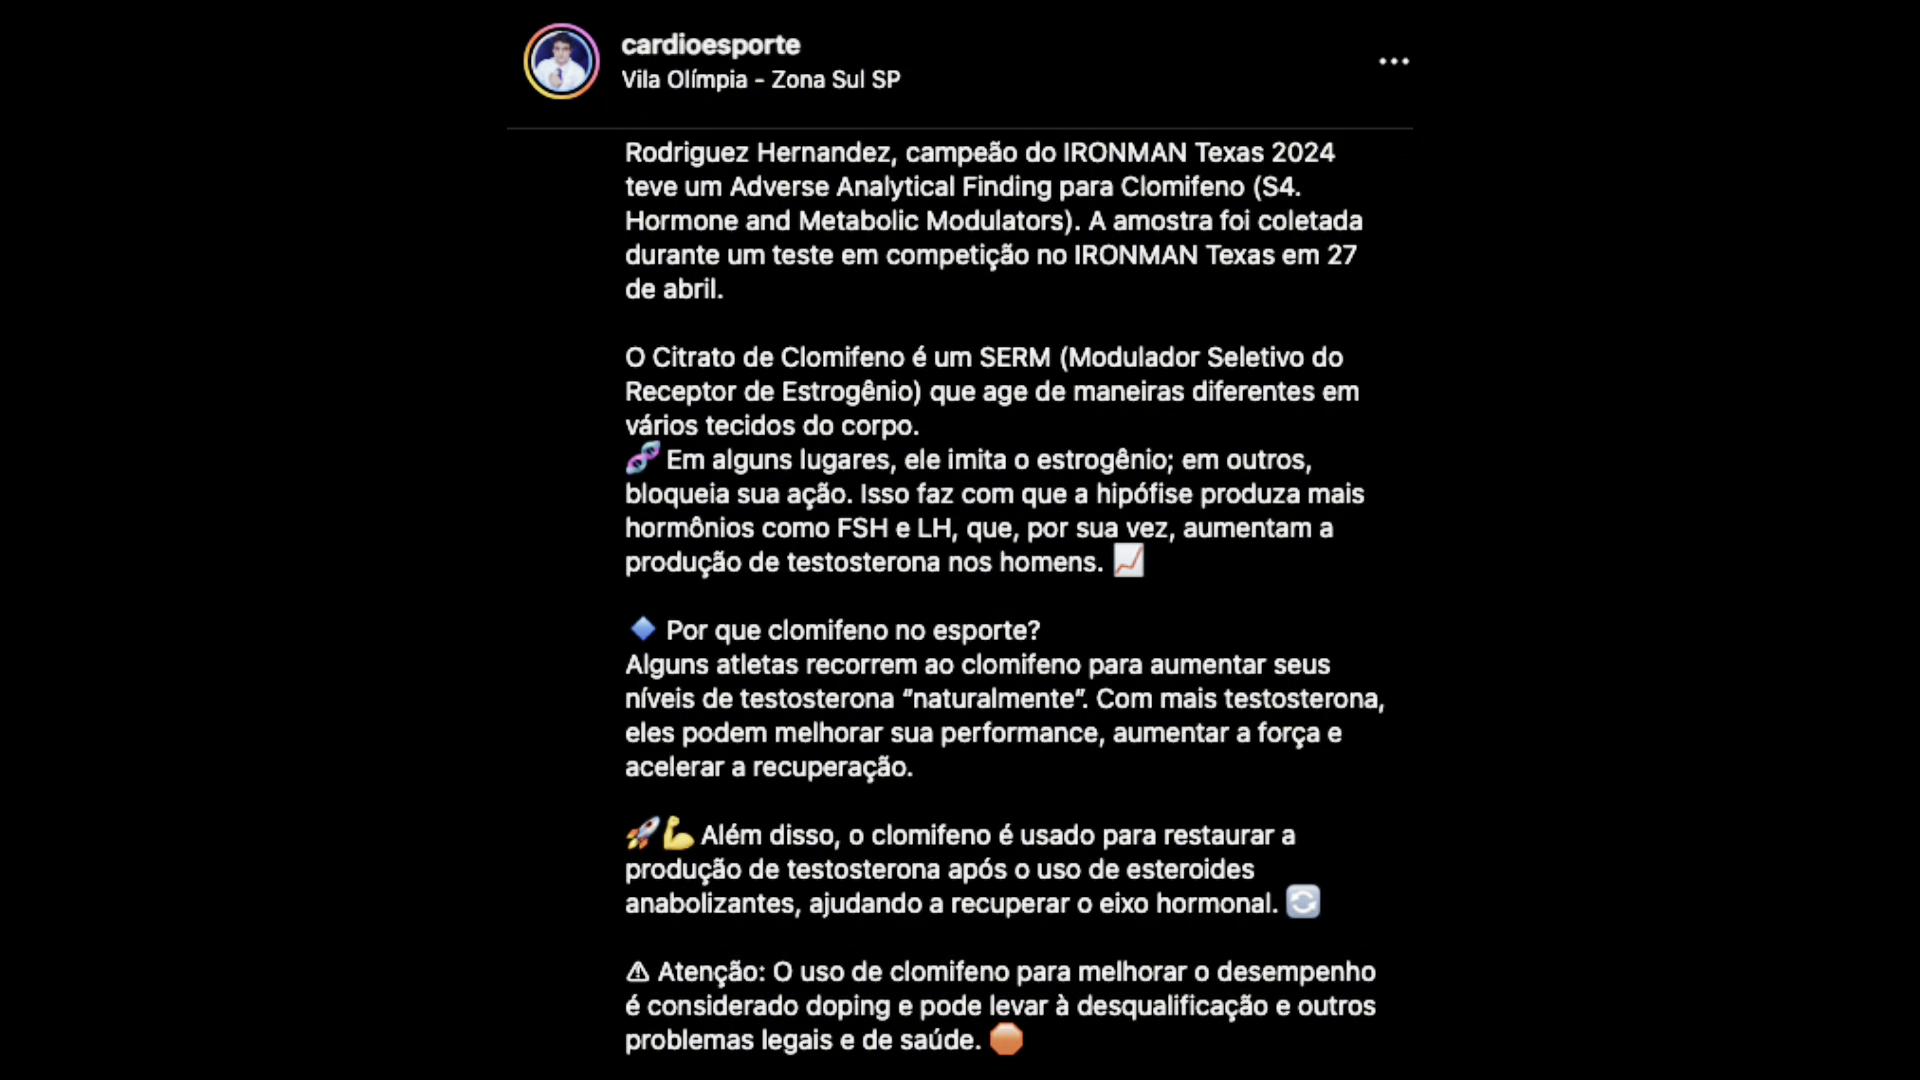 cardioesporte
Vila Olímpia - Zona Sul SP
Rodriguez Hernandez, campeão do IRONMAN Texas 2024
teve um Adverse Analytical Finding para Clomifeno (S4.
Hormone and Metabolic Modulators). A amostra foi coletada
durante um teste em competição no IRONMAN Texas em 27
de abril.
O Citrato de Clomifeno é um SERM (Modulador Seletivo do
Receptor de Estrogênio) que age de maneiras diferentes em
vários tecidos do corpo.
🧬 Em alguns lugares, ele imita o estrogênio; em outros,
bloqueia sua ação. Isso faz com que a hipófise produza mais
hormônios como FSH e LH, que, por sua vez, aumentam a
produção de testosterona nos homens. 📈
🔹 Por que clomifeno no esporte?
Alguns atletas recorrem ao clomifeno para aumentar seus
níveis de testosterona “naturalmente”. Com mais testosterona,
eles podem melhorar sua performance, aumentar a força e
acelerar a recuperação.
🚀💪 Além disso, o clomifeno é usado para restaurar a
produção de testosterona após o uso de esteroides
anabolizantes, ajudando a recuperar o eixo hormonal. 🔄
⚠ Atenção: O uso de clomifeno para melhorar o desempenho
é considerado doping e pode levar à desqualificação e outros
problemas legais e de saúde. 🛑